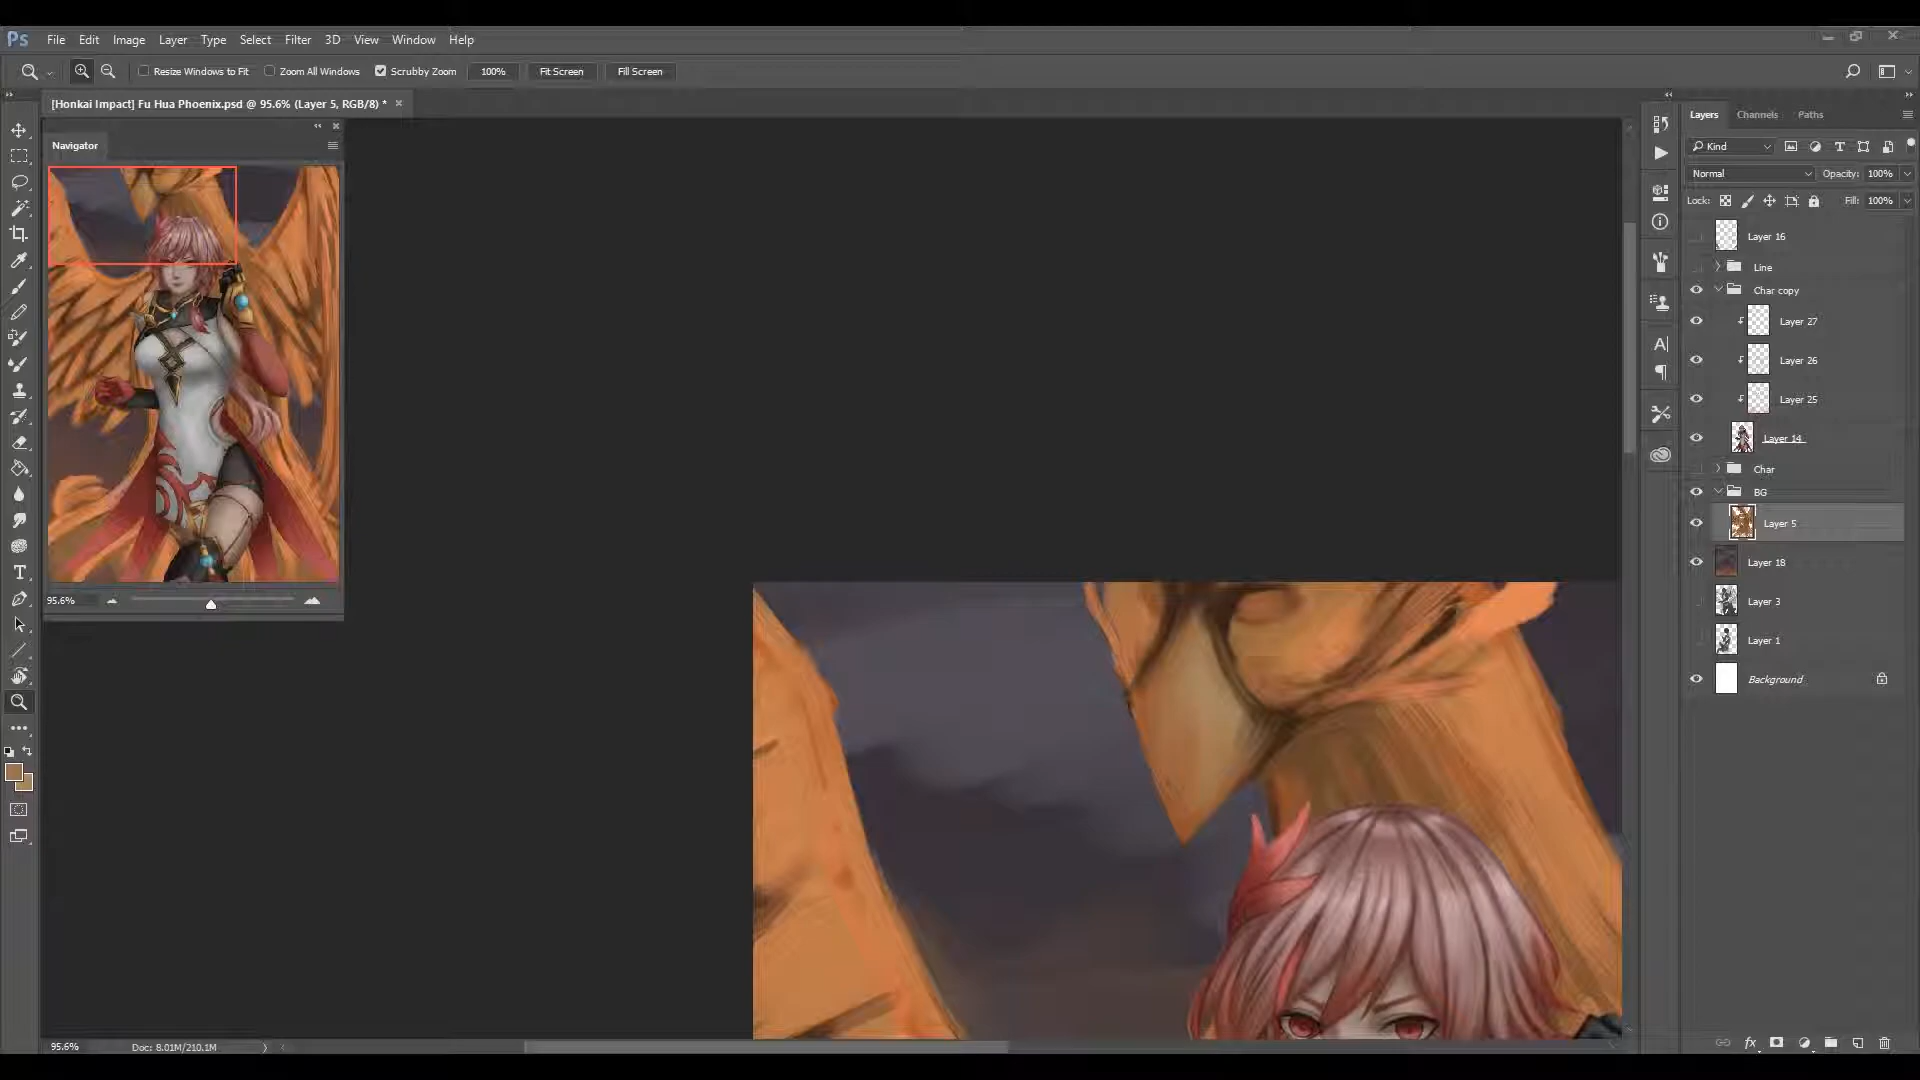 Ps File Edit Image Layer Type Select Filter 3D View Window Help
Resize Windows to Fit Zoom All Windows Scrubby Zoom 100% Fit Screen Fill Screen
[Honkai Impact] Fu Hua Phoenix.psd @ 95.6% (Layer 5, RGB/8) *
Navigator
95.6%
Layers Channels Paths
Kind
Normal Opacity: 100%
Lock: Fill: 100%
Layer 16
Line
Char copy
Layer 27
Layer 26
Layer 25
Layer 14
Char
BG
Layer 5
Layer 18
Layer 3
Layer 1
Background
95.6% Doc: 8.01M/210.1M